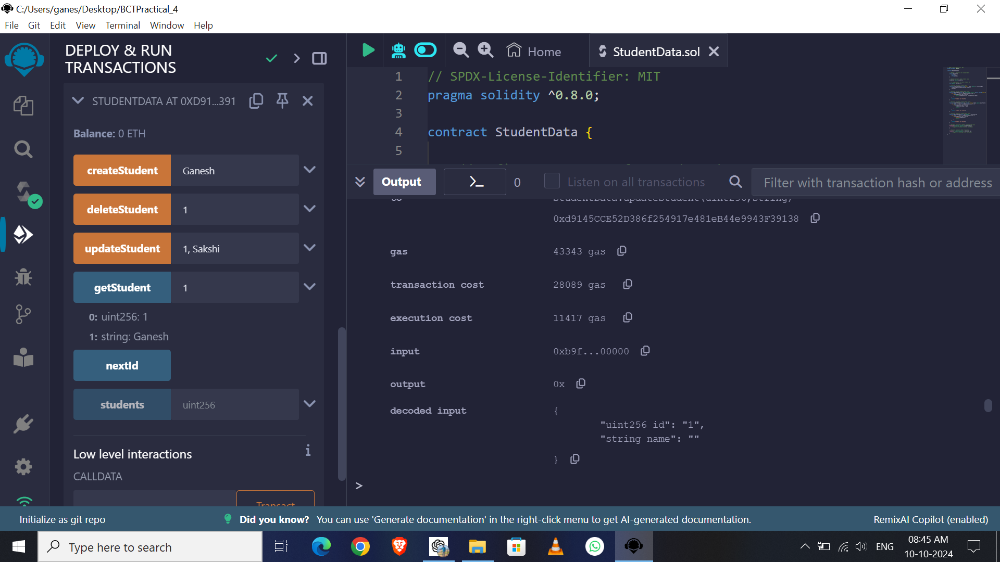 C:/Users/ganes/Desktop/BCTPractical_4
File Git Edit View Terminal Window Help
DEPLOY & RUN
TRANSACTIONS
STUDENTDATA AT 0XD91...391
Balance: 0 ETH
createStudent Ganesh
deleteStudent 1
updateStudent 1, Sakshi
getStudent 1
0: uint256: 1
1: string: Ganesh
nextId
students uint256
Low level interactions
i
CALLDATA
Transact
Home
StudentData.sol
1 // SPDX-License-Identifier: MIT
2 pragma solidity ^0.8.0;
3
4 contract StudentData {
5
Output
>_
0
Listen on all transactions
Filter with transaction hash or address
to StudentData.updateStudent(uint256,string)
0xd9145CCE52D386f254917e481eB44e9943F39138
gas 43343 gas
transaction cost 28089 gas
execution cost 11417 gas
input 0xb9f...00000
output 0x
decoded input {
"uint256 id": "1",
"string name": ""
}
>
Initialize as git repo
Did you know? You can use 'Generate documentation' in the right-click menu to get AI-generated documentation.
RemixAI Copilot (enabled)
Type here to search
ENG
08:45 AM
10-10-2024